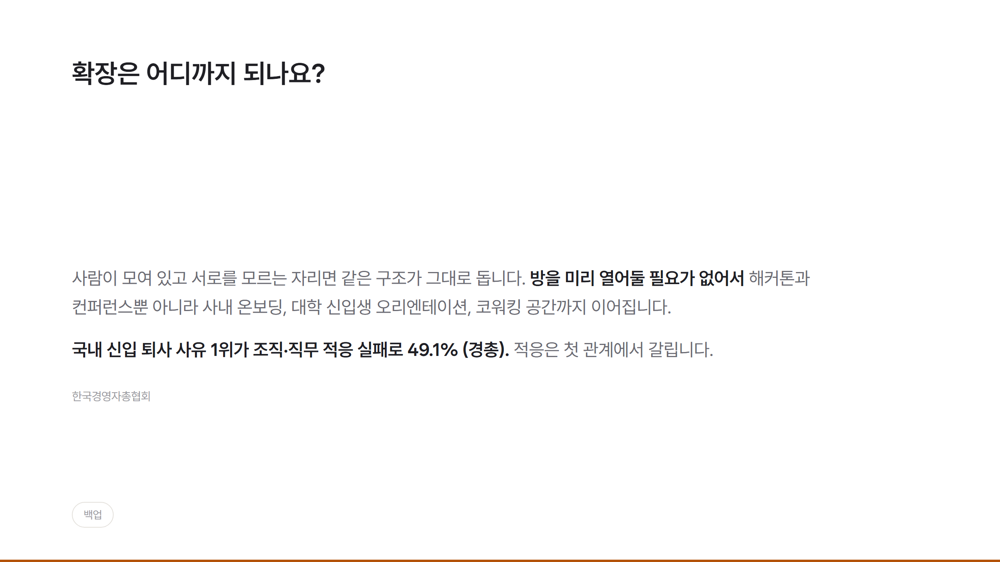 확장은 어디까지 되나요?
사람이 모여 있고 서로를 모르는 자리면 같은 구조가 그대로 돕니다. 방을 미리 열어둘 필요가 없어서 해커톤과
컨퍼런스뿐 아니라 사내 온보딩, 대학 신입생 오리엔테이션, 코워킹 공간까지 이어집니다.
국내 신입 퇴사 사유 1위가 조직·직무 적응 실패로 49.1% (경총). 적응은 첫 관계에서 갈립니다.
한국경영자총협회
백업